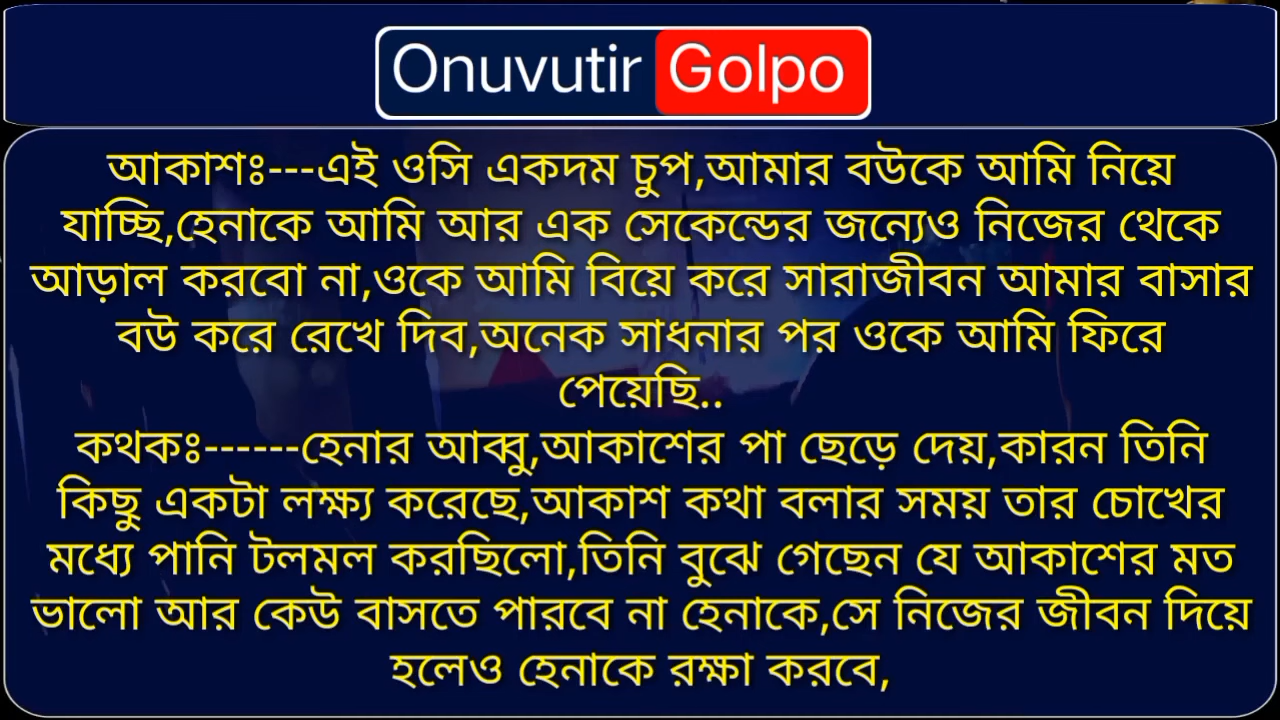 Onuvutir Golpo
আকাশঃ---এই ওসি একদম চুপ,আমার বউকে আমি নিয়ে
যাচ্ছি,হেনাকে আমি আর এক সেকেন্ডের জন্যেও নিজের থেকে
আড়াল করবো না,ওকে আমি বিয়ে করে সারাজীবন আমার বাসার
বউ করে রেখে দিব,অনেক সাধনার পর ওকে আমি ফিরে
পেয়েছি..
কথকঃ------হেনার আব্বু,আকাশের পা ছেড়ে দেয়,কারন তিনি
কিছু একটা লক্ষ্য করেছে,আকাশ কথা বলার সময় তার চোখের
মধ্যে পানি টলমল করছিলো,তিনি বুঝে গেছেন যে আকাশের মত
ভালো আর কেউ বাসতে পারবে না হেনাকে,সে নিজের জীবন দিয়ে
হলেও হেনাকে রক্ষা করবে,